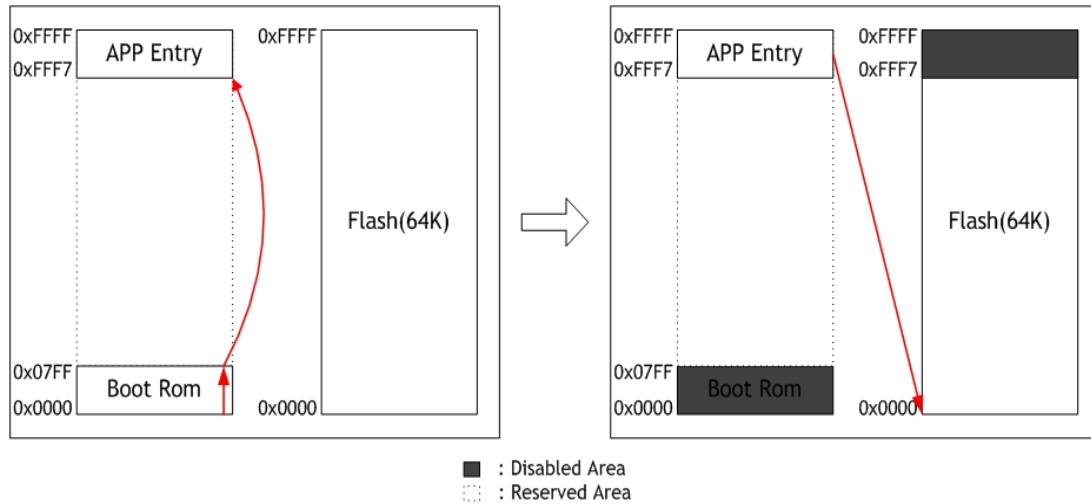 0xFFFF
APP Entry
0xFFF7
0x07FF
Boot Rom
0x0000
0xFFFF
Flash(64K)
0x0000
0xFFFF
APP Entry
0xFFF7
0x07FF
Boot Rom
0x0000
0xFFFF
0xFFF7
Flash(64K)
0x0000
: Disabled Area
: Reserved Area